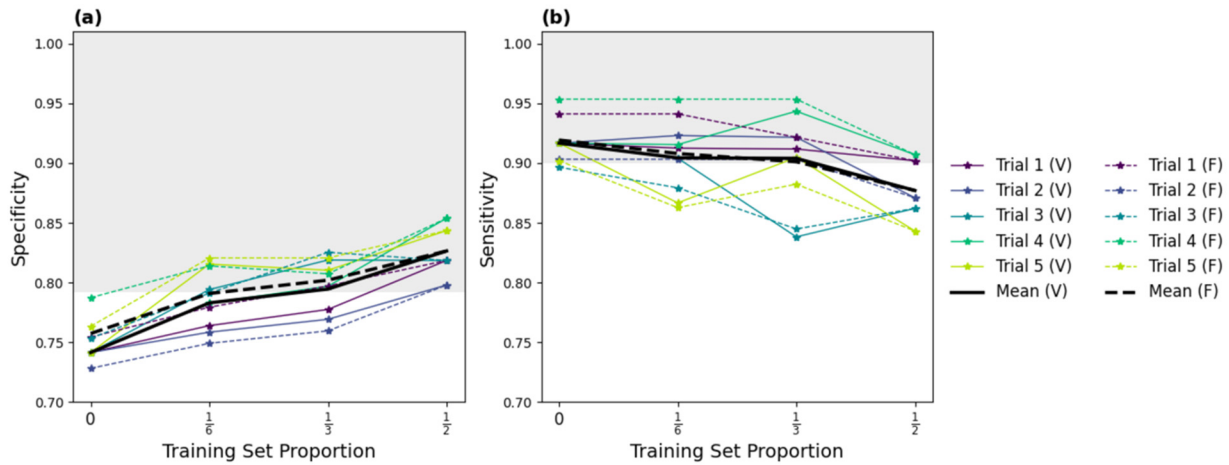 (a)
1.00
0.95
0.90
0.85
0.80
0.75
0.70
Specificity
0
1/6
1/3
1/2
Training Set Proportion
(b)
1.00
0.95
0.90
0.85
0.80
0.75
0.70
Sensitivity
0
1/6
1/3
1/2
Training Set Proportion
Trial 1 (V)
Trial 2 (V)
Trial 3 (V)
Trial 4 (V)
Trial 5 (V)
Mean (V)
Trial 1 (F)
Trial 2 (F)
Trial 3 (F)
Trial 4 (F)
Trial 5 (F)
Mean (F)